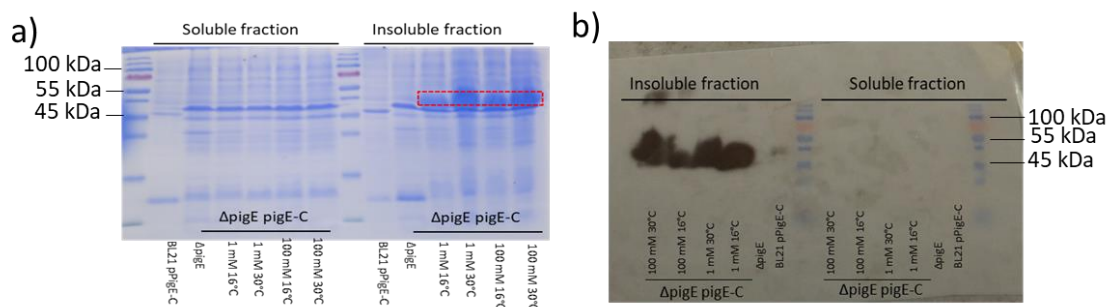 a)
Soluble fraction
Insoluble fraction
100 kDa
55 kDa
45 kDa
ΔpigE pigE-C
ΔpigE pigE-C
BL21 pPigE-C
ΔpigE
1 mM 16°C
1 mM 30°C
100 mM 16°C
100 mM 30°C
BL21 pPigE-C
ΔpigE
1 mM 16°C
1 mM 30°C
100 mM 16°C
100 mM 30°C
b)
Insoluble fraction
Soluble fraction
100 kDa
55 kDa
45 kDa
100 mM 30°C
100 mM 16°C
1 mM 30°C
1 mM 16°C
ΔpigE
BL21 pPigE-C
100 mM 30°C
100 mM 16°C
1 mM 30°C
1 mM 16°C
ΔpigE
BL21 pPigE-C
ΔpigE pigE-C
ΔpigE pigE-C